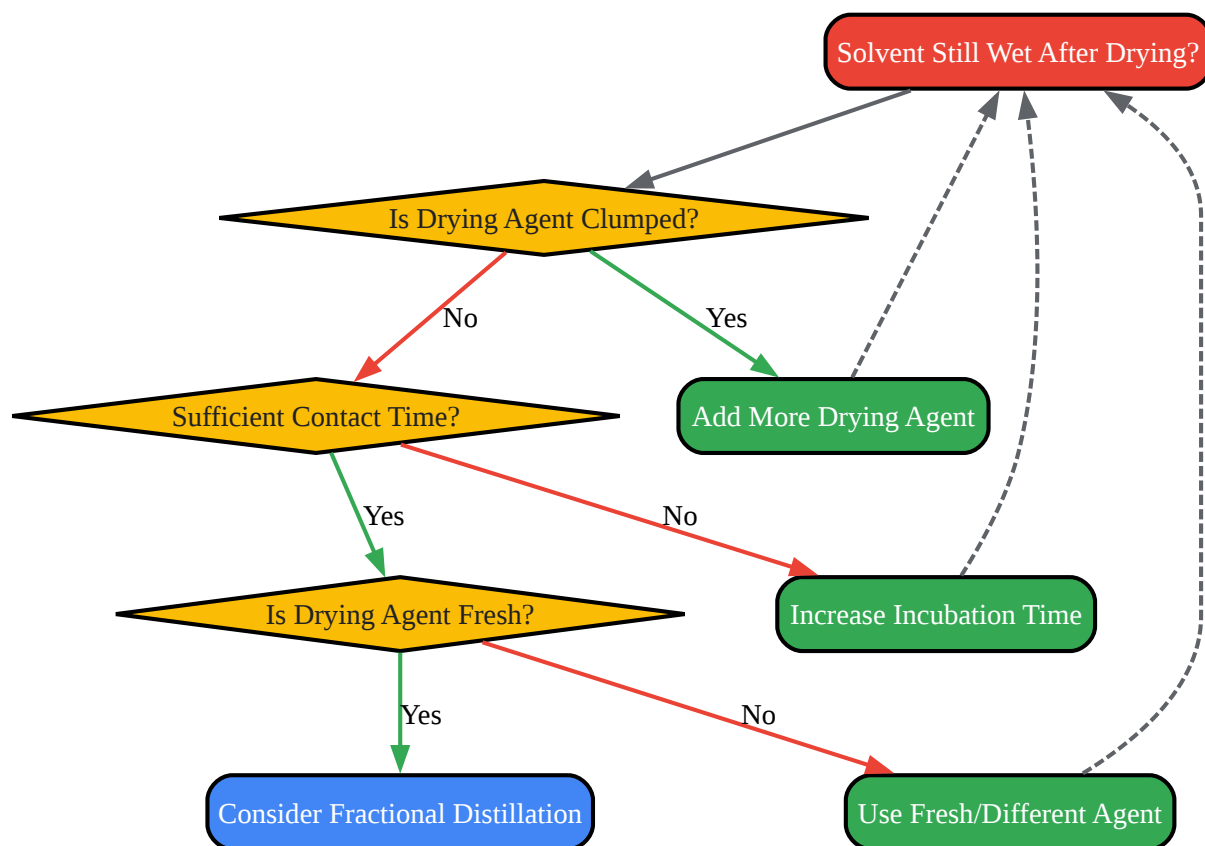 Solvent Still Wet After Drying?
Is Drying Agent Clumped?
No
Yes
Sufficient Contact Time?
Add More Drying Agent
Yes
No
Is Drying Agent Fresh?
Increase Incubation Time
Yes
No
Consider Fractional Distillation
Use Fresh/Different Agent